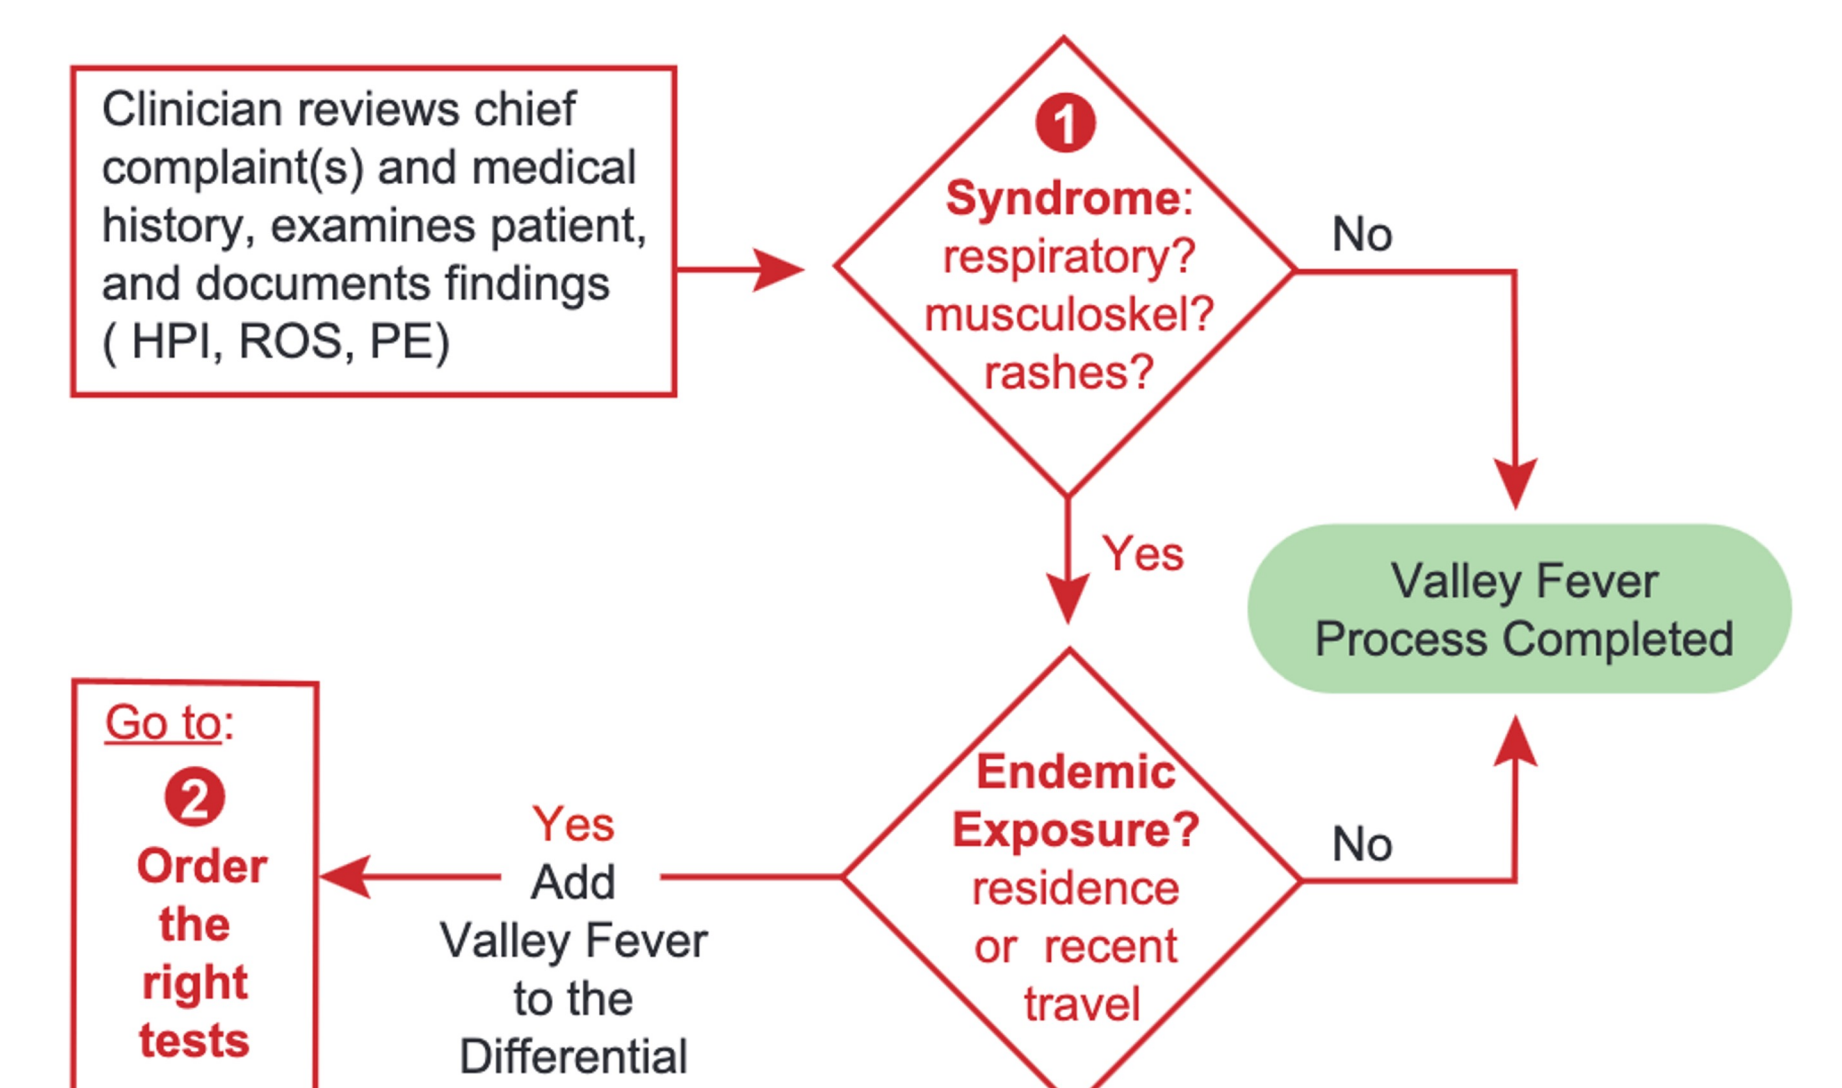 Clinician reviews chief
complaint(s) and medical
history, examines patient,
and documents findings
( HPI, ROS, PE)
1
Syndrome:
respiratory?
musculoskel?
rashes?
No
Yes
Valley Fever
Process Completed
Endemic
Exposure?
residence
or recent
travel
No
Yes
Add
Valley Fever
to the
Differential
Go to:
2
Order
the
right
tests